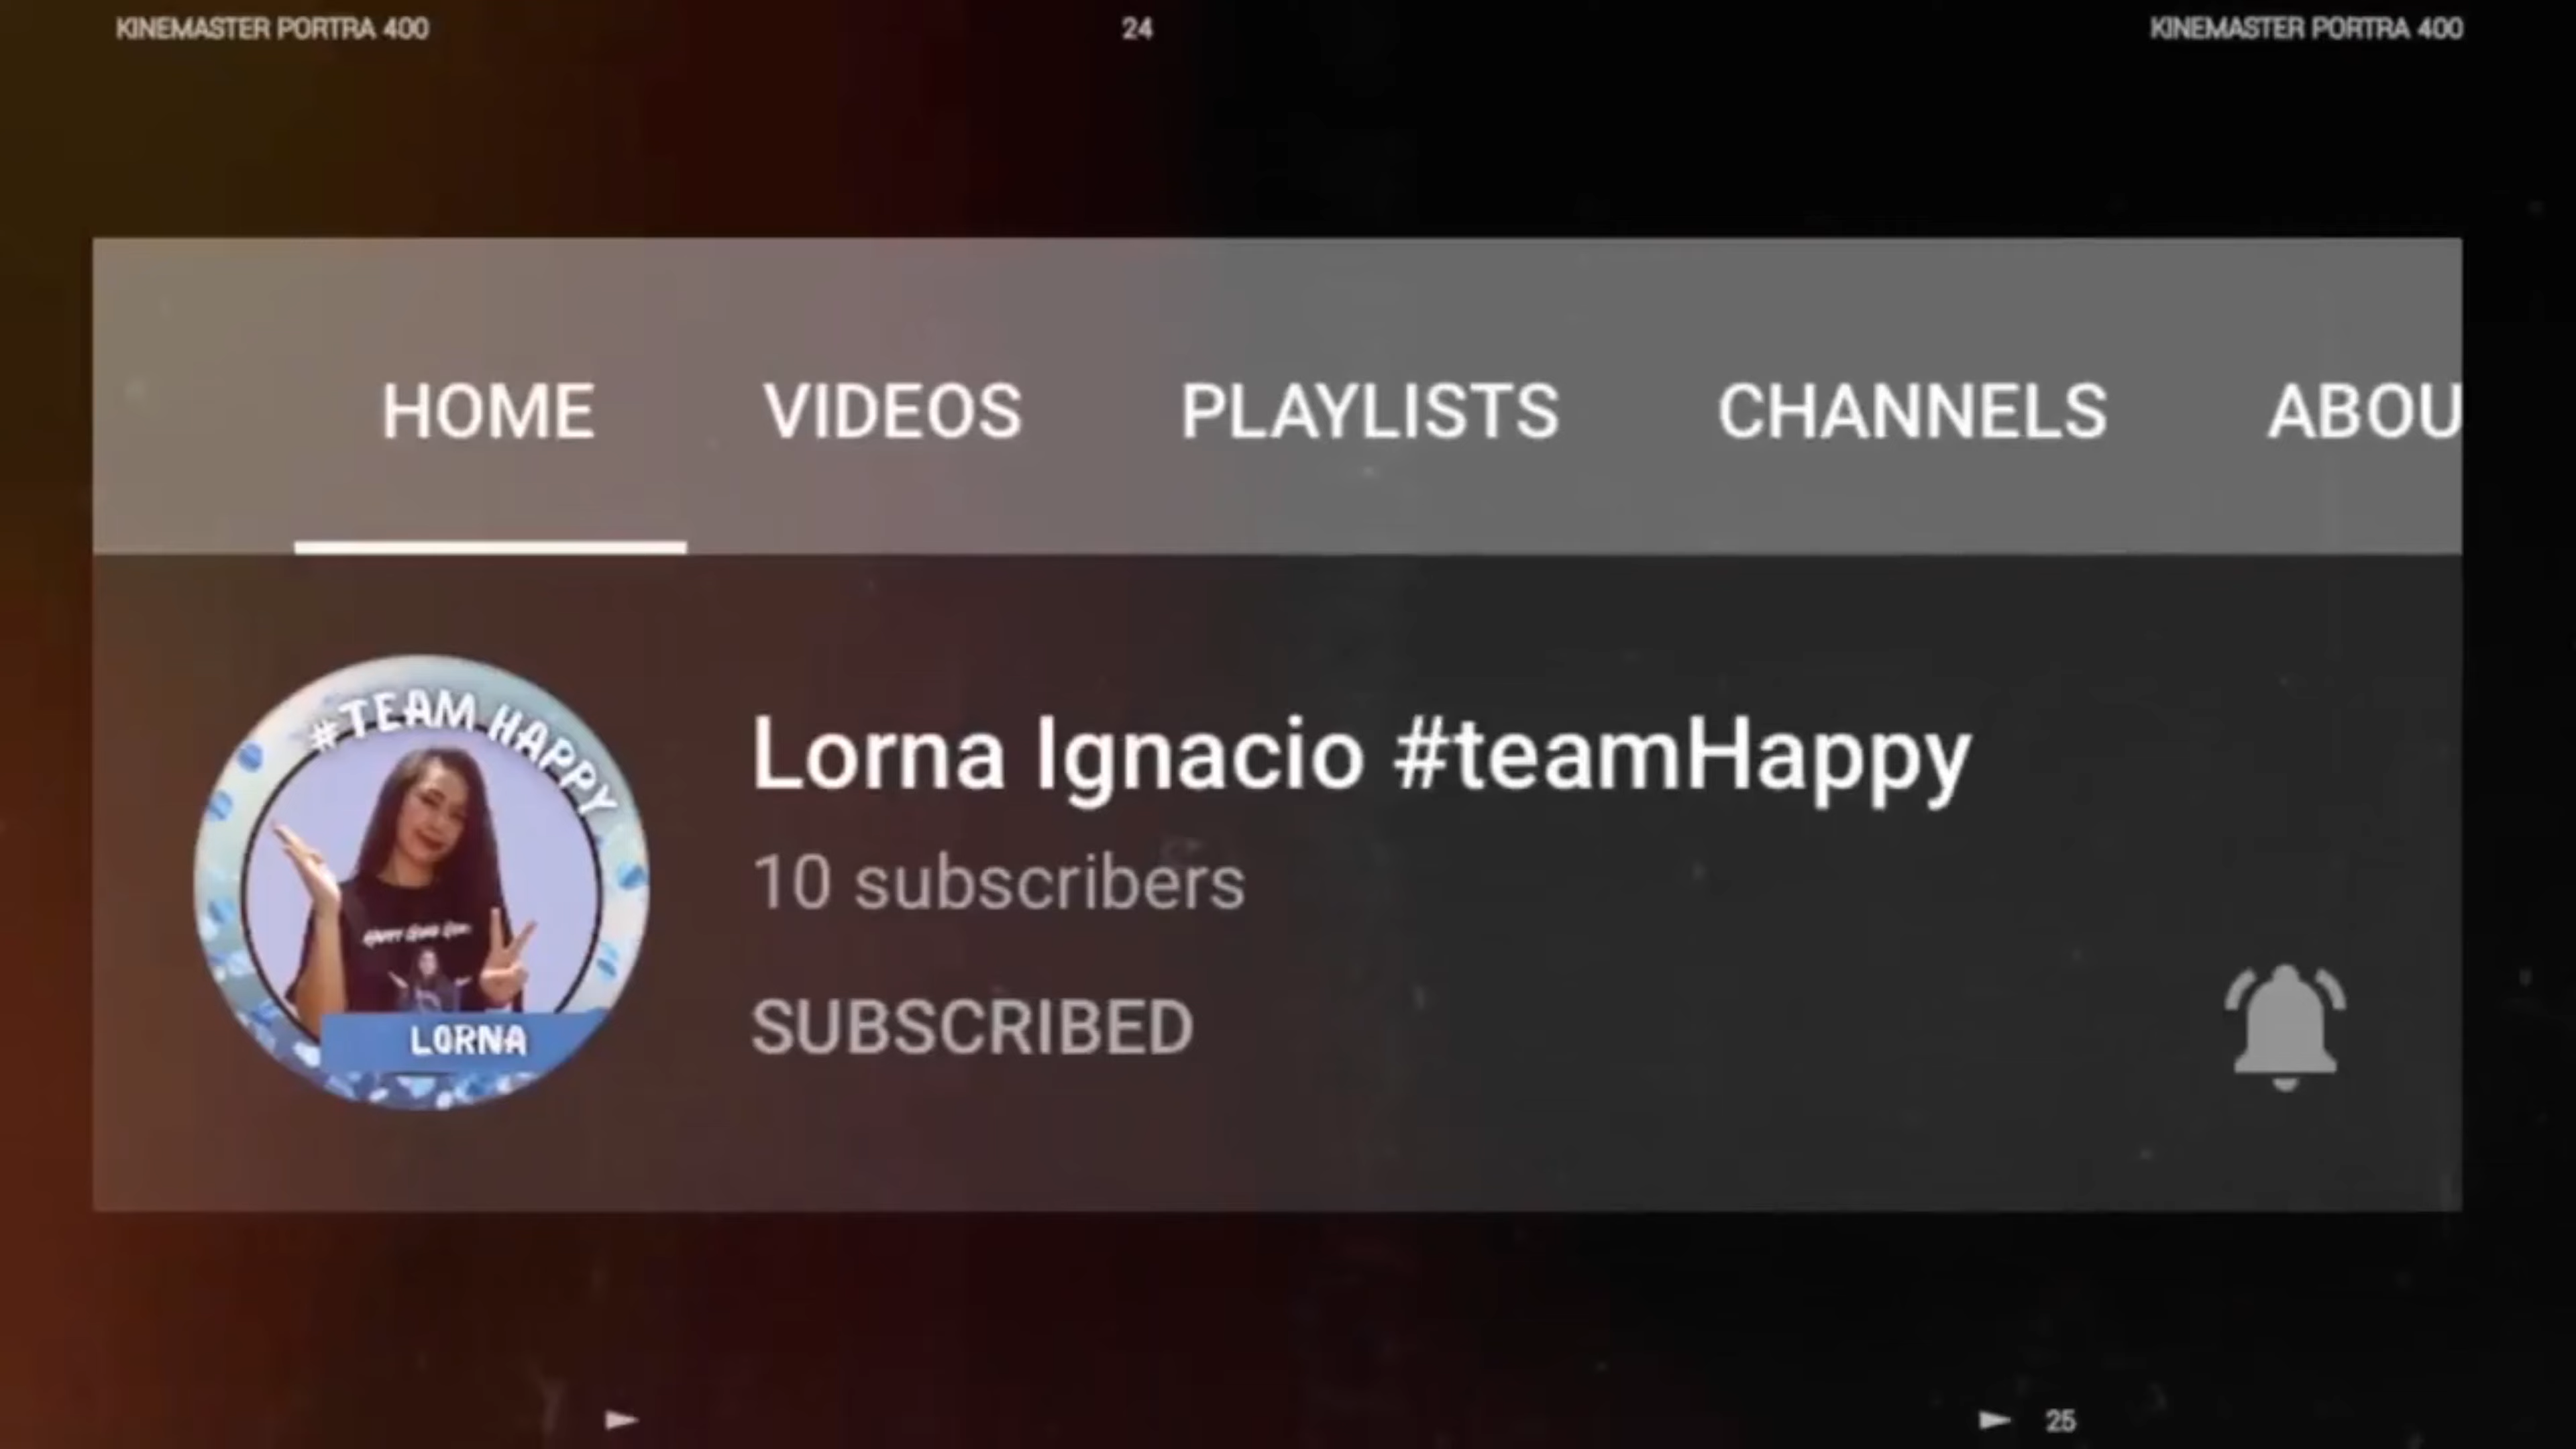 KINEMASTER PORTRA 400
24
KINEMASTER PORTRA 400
HOME
VIDEOS
PLAYLISTS
CHANNELS
ABOU
#TEAM HAPPY
LORNA
Lorna Ignacio #teamHappy
10 subscribers
SUBSCRIBED
25